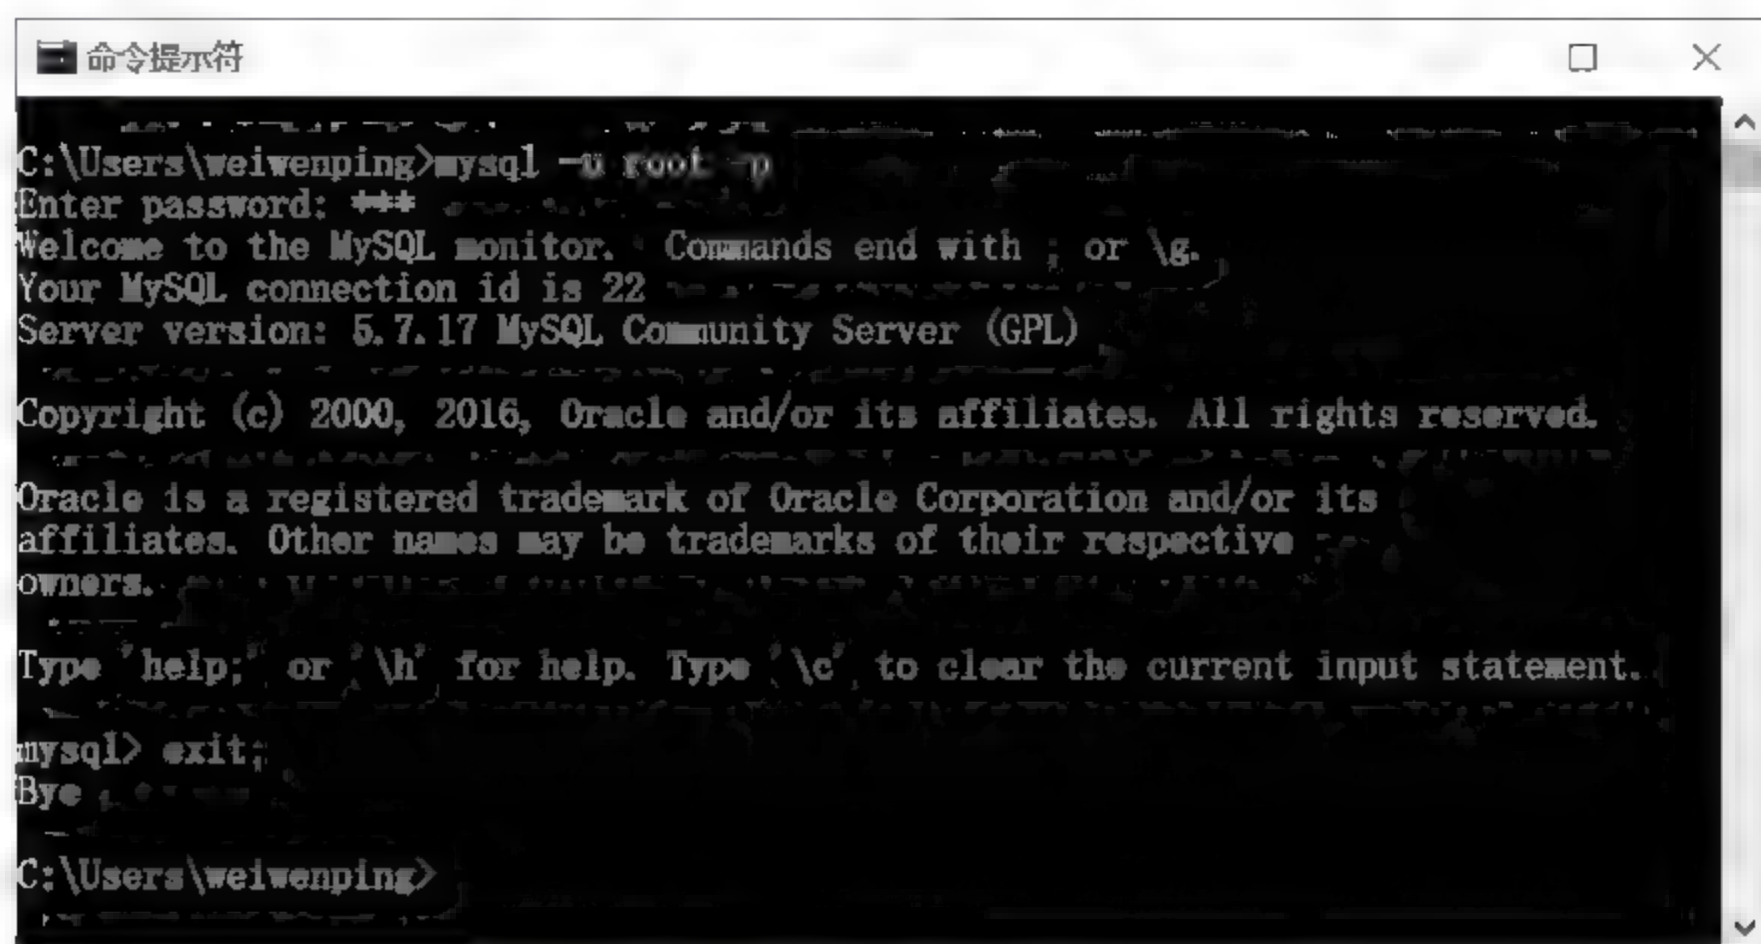 命令提示符
C:\Users\weiwenping>mysql -u root -p
Enter password: ***
Welcome to the MySQL monitor.  Commands end with ; or \g.
Your MySQL connection id is 22
Server version: 5.7.17 MySQL Community Server (GPL)
Copyright (c) 2000, 2016, Oracle and/or its affiliates. All rights reserved.
Oracle is a registered trademark of Oracle Corporation and/or its
affiliates. Other names may be trademarks of their respective
owners.
Type 'help;' or '\h' for help. Type '\c' to clear the current input statement.
mysql> exit;
Bye
C:\Users\weiwenping>